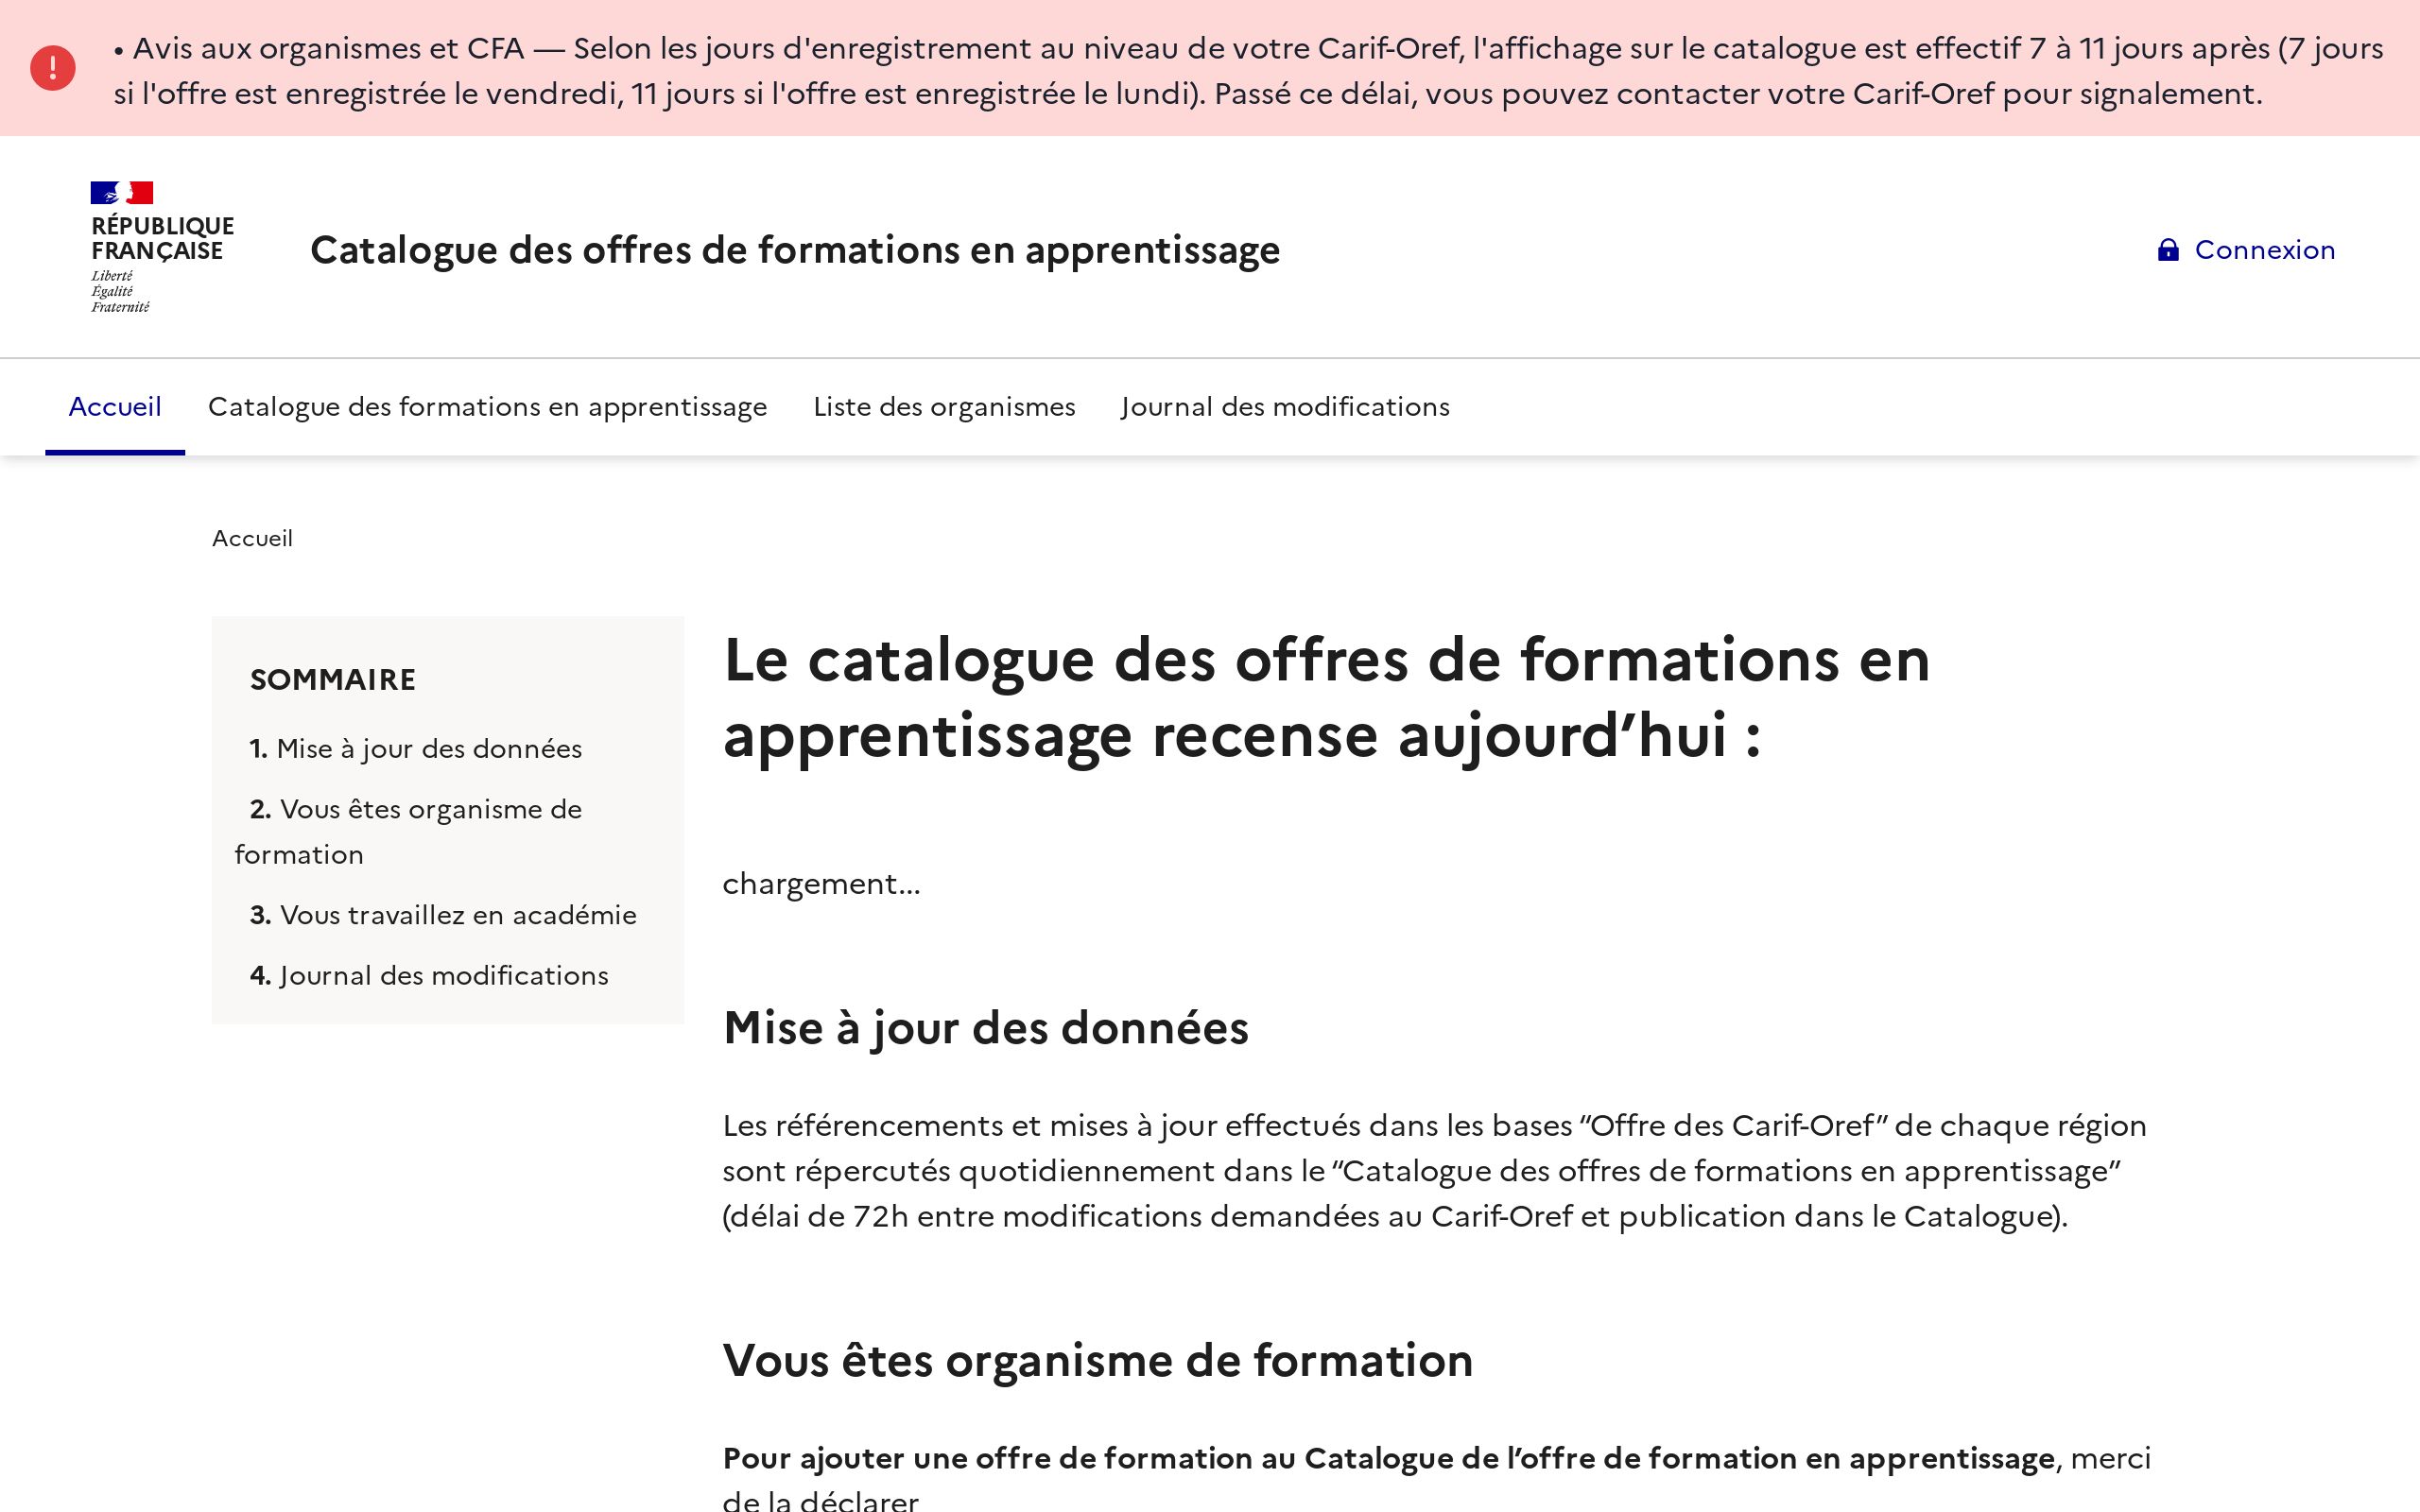 • Avis aux organismes et CFA — Selon les jours d'enregistrement au niveau de votre Carif-Oref, l'affichage sur le catalogue est effectif 7 à 11 jours après (7 jours
si l'offre est enregistrée le vendredi, 11 jours si l'offre est enregistrée le lundi). Passé ce délai, vous pouvez contacter votre Carif-Oref pour signalement.
RÉPUBLIQUE
FRANÇAISE
Liberté
Égalité
Fraternité
Catalogue des offres de formations en apprentissage
Connexion
Accueil Catalogue des formations en apprentissage Liste des organismes Journal des modifications
Accueil
SOMMAIRE
1. Mise à jour des données
2. Vous êtes organisme de
formation
3. Vous travaillez en académie
4. Journal des modifications
Le catalogue des offres de formations en
apprentissage recense aujourd’hui :
chargement...
Mise à jour des données
Les référencements et mises à jour effectués dans les bases “Offre des Carif-Oref” de chaque région
sont répercutés quotidiennement dans le “Catalogue des offres de formations en apprentissage”
(délai de 72h entre modifications demandées au Carif-Oref et publication dans le Catalogue).
Vous êtes organisme de formation
Pour ajouter une offre de formation au Catalogue de l’offre de formation en apprentissage, merci
de la déclarer